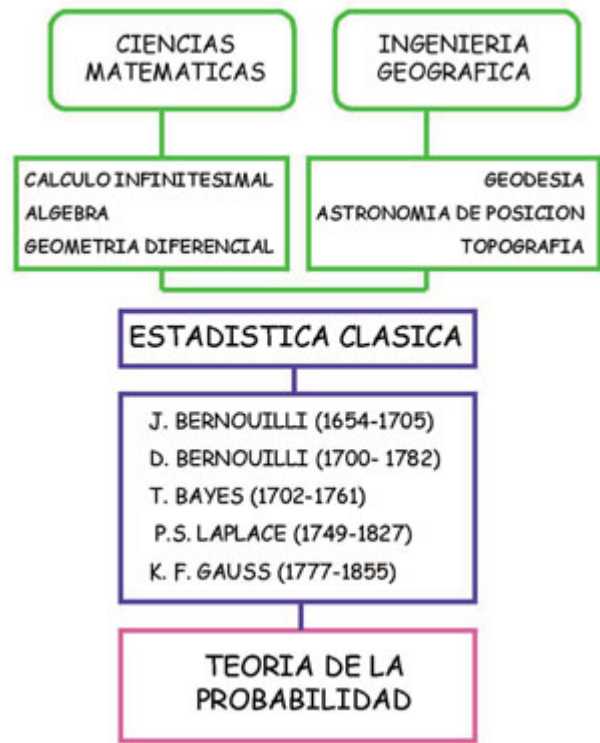 CIENCIAS
MATEMATICAS
INGENIERIA
GEOGRAFICA
CALCULO INFINITESIMAL
ALGEBRA
GEOMETRIA DIFERENCIAL
GEODESIA
ASTRONOMIA DE POSICION
TOPOGRAFIA
ESTADISTICA CLASICA
J. BERNOUILLI (1654-1705)
D. BERNOUILLI (1700- 1782)
T. BAYES (1702-1761)
P.S. LAPLACE (1749-1827)
K. F. GAUSS (1777-1855)
TEORIA DE LA
PROBABILIDAD